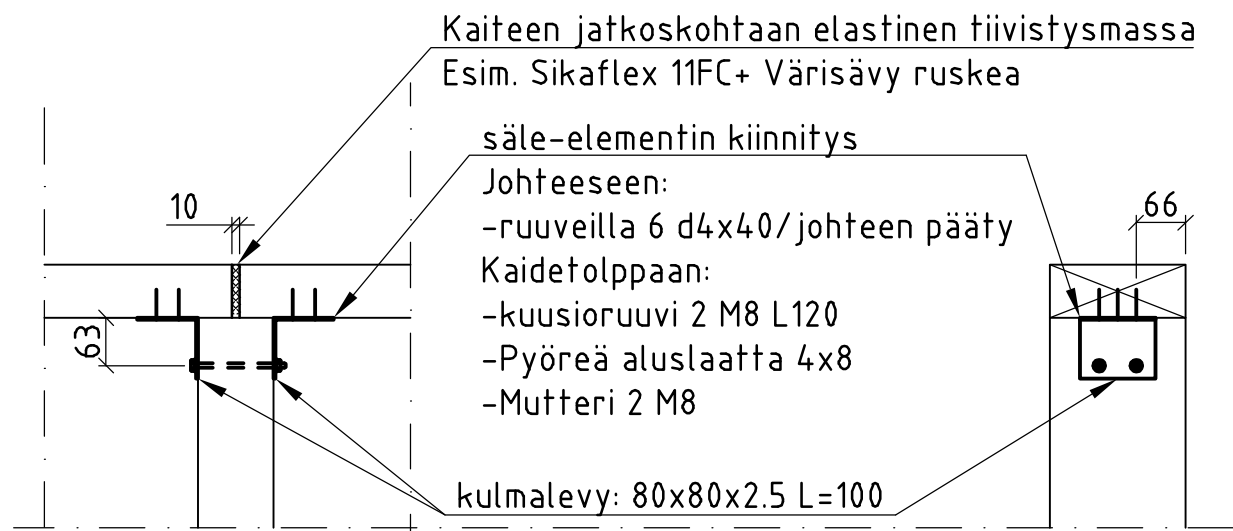 Kaiteen jatkoskohtaan elastinen tiivistysmassa
Esim. Sikaflex 11FC+ Värisävy ruskea
säle-elementin kiinnitys
Johteeseen:
-ruuveilla 6 d4x40/johteen pääty
Kaidetolppaan:
-kuusioruuvi 2 M8 L120
-Pyöreä aluslaatta 4x8
-Mutteri 2 M8
10
66
63
kulmalevy: 80x80x2.5 L=100